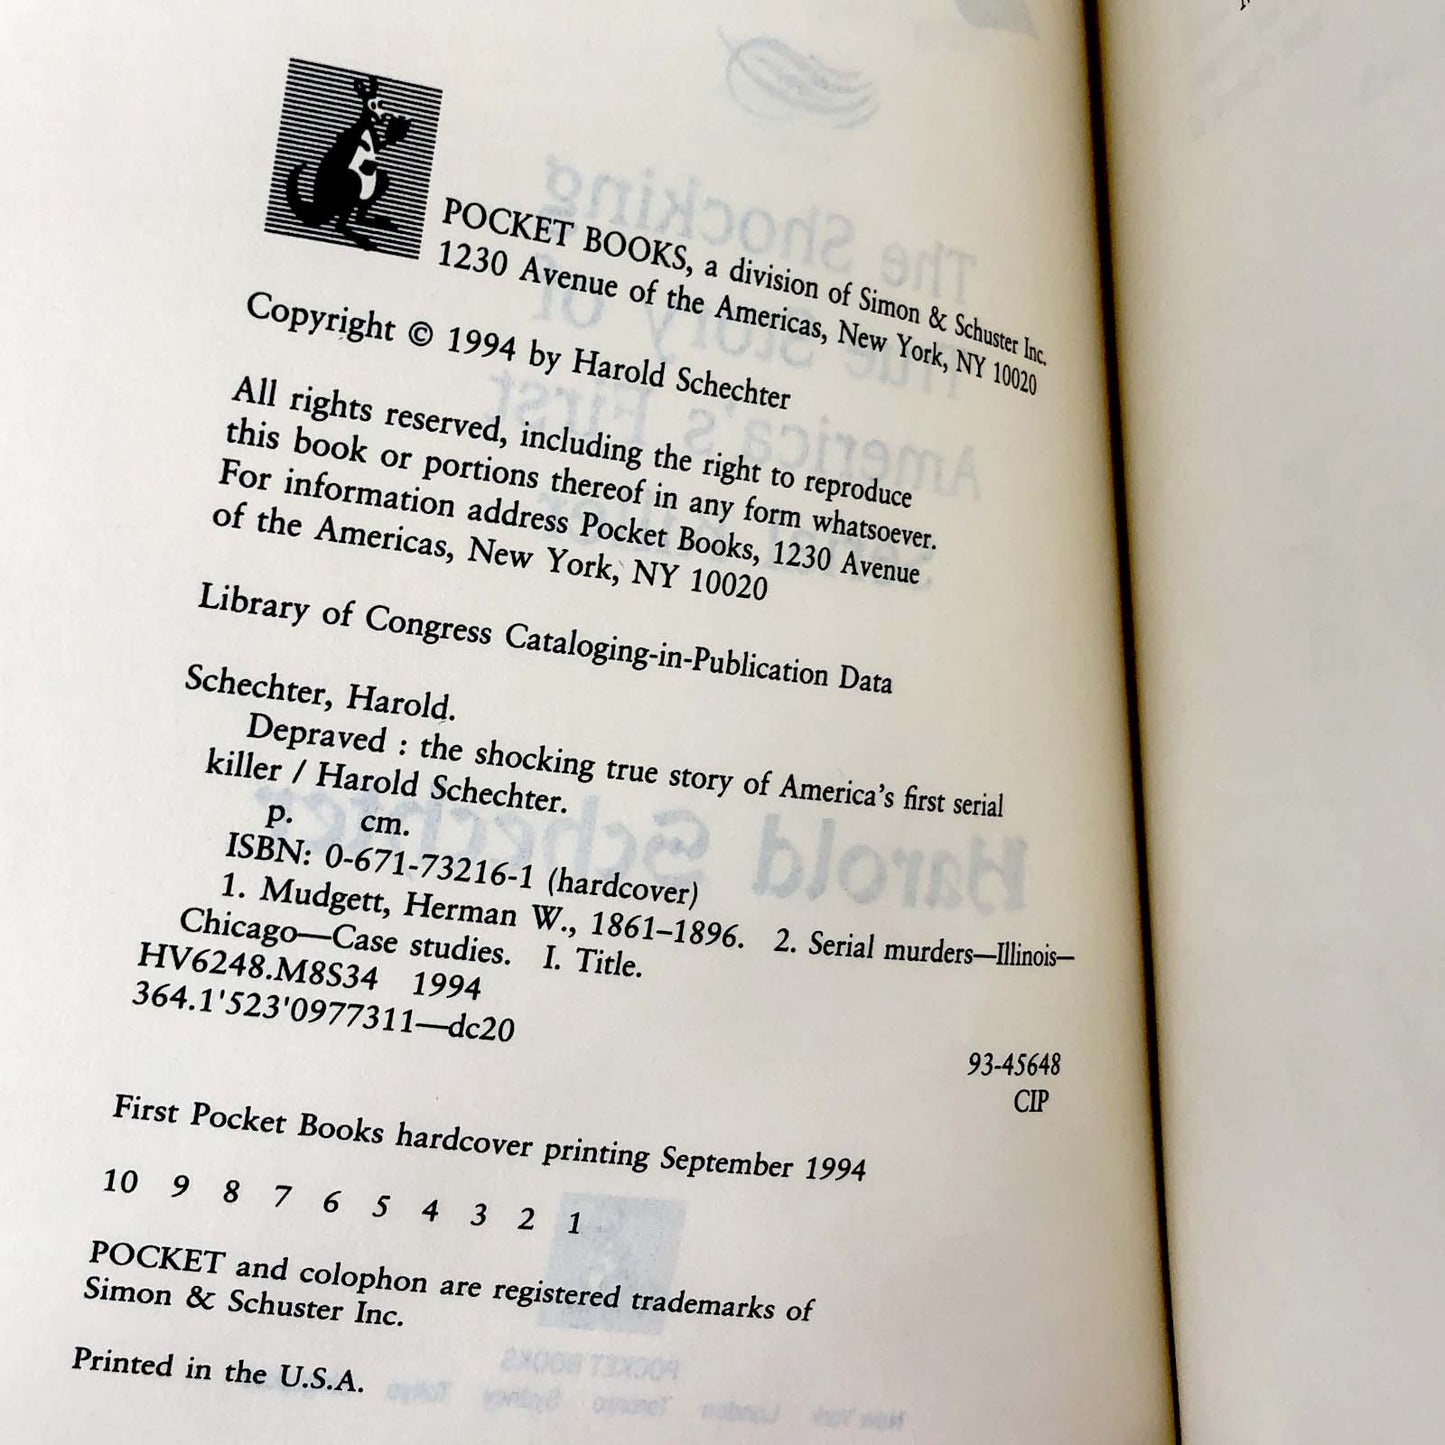 POCKET BOOKS, a division of Simon & Schuster Inc.
1230 Avenue of the Americas, New York, NY 10020
Copyright © 1994 by Harold Schechter
All rights reserved, including the right to reproduce
this book or portions thereof in any form whatsoever.
For information address Pocket Books, 1230 Avenue
of the Americas, New York, NY 10020
Library of Congress Cataloging-in-Publication Data
Schechter, Harold.
Depraved : the shocking true story of America's first serial
killer / Harold Schechter.
p. cm.
ISBN: 0-671-73216-1 (hardcover)
1. Mudgett, Herman W., 1861–1896. 2. Serial murders—Illinois—
Chicago—Case studies. I. Title.
HV6248.M8S34 1994
364.1'523'0977311—dc20
93-45648
CIP
First Pocket Books hardcover printing September 1994
10 9 8 7 6 5 4 3 2 1
POCKET and colophon are registered trademarks of
Simon & Schuster Inc.
Printed in the U.S.A.